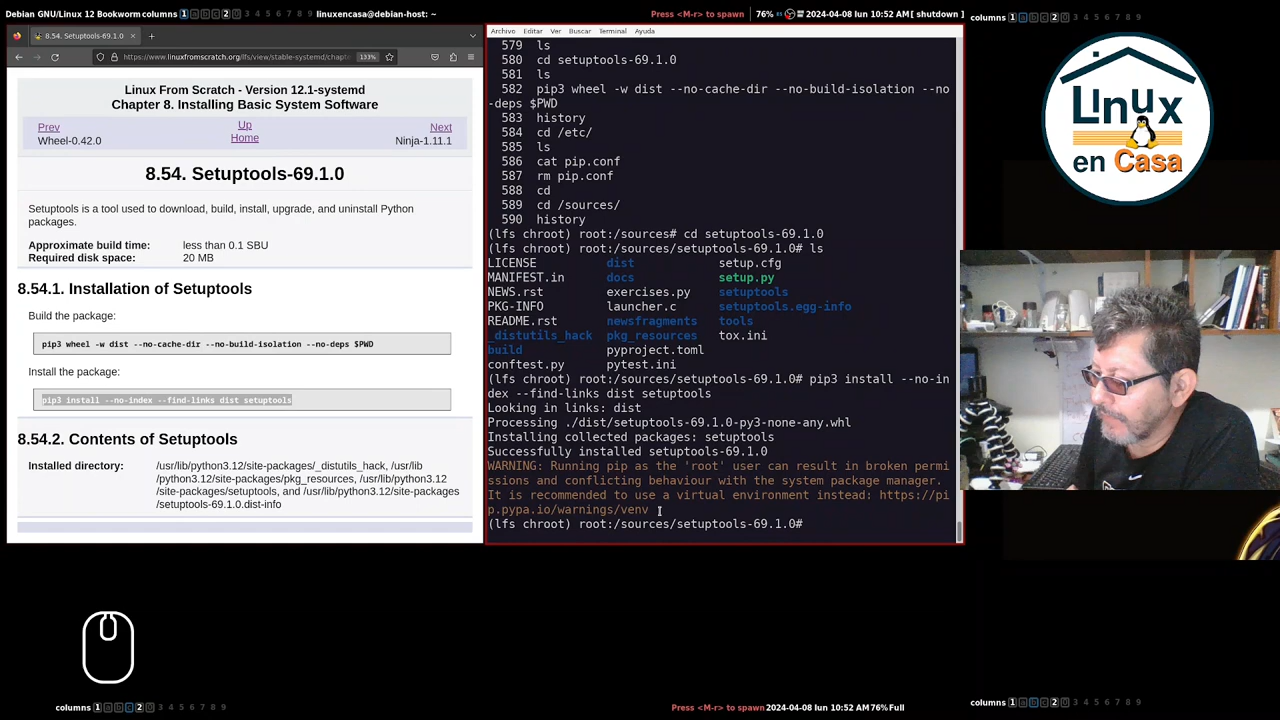 Debian GNU/Linux 12 Bookworm columns 1 a b c 2 0 3 4 5 6 7 8 9 linuxencasa@debian-host: ~
Press <M-r> to spawn 76% 2024-04-08 lun 10:52 AM [ shutdown ]
columns 1 a b c 2 0 3 4 5 6 7 8 9
8.54. Setuptools-69.1.0
https://www.linuxfromscratch.org/lfs/view/stable-systemd/chapt
133%
Linux From Scratch - Version 12.1-systemd
Chapter 8. Installing Basic System Software
Prev Up Next
Wheel-0.42.0 Home Ninja-1.11.1
8.54. Setuptools-69.1.0
Setuptools is a tool used to download, build, install, upgrade, and uninstall Python
packages.
Approximate build time: less than 0.1 SBU
Required disk space: 20 MB
8.54.1. Installation of Setuptools
Build the package:
pip3 wheel -w dist --no-cache-dir --no-build-isolation --no-deps $PWD
Install the package:
pip3 install --no-index --find-links dist setuptools
8.54.2. Contents of Setuptools
Installed directory: /usr/lib/python3.12/site-packages/_distutils_hack, /usr/lib
/python3.12/site-packages/pkg_resources, /usr/lib/python3.12
/site-packages/setuptools, and /usr/lib/python3.12/site-packages
/setuptools-69.1.0.dist-info
Archivo Editar Ver Buscar Terminal Ayuda
579 ls
580 cd setuptools-69.1.0
581 ls
582 pip3 wheel -w dist --no-cache-dir --no-build-isolation --no
-deps $PWD
583 history
584 cd /etc/
585 ls
586 cat pip.conf
587 rm pip.conf
588 cd
589 cd /sources/
590 history
(lfs chroot) root:/sources# cd setuptools-69.1.0
(lfs chroot) root:/sources/setuptools-69.1.0# ls
LICENSE dist setup.cfg
MANIFEST.in docs setup.py
NEWS.rst exercises.py setuptools
PKG-INFO launcher.c setuptools.egg-info
README.rst newsfragments tools
_distutils_hack pkg_resources tox.ini
build pyproject.toml
conftest.py pytest.ini
(lfs chroot) root:/sources/setuptools-69.1.0# pip3 install --no-in
dex --find-links dist setuptools
Looking in links: dist
Processing ./dist/setuptools-69.1.0-py3-none-any.whl
Installing collected packages: setuptools
Successfully installed setuptools-69.1.0
WARNING: Running pip as the 'root' user can result in broken permi
ssions and conflicting behaviour with the system package manager.
It is recommended to use a virtual environment instead: https://pi
p.pypa.io/warnings/venv
(lfs chroot) root:/sources/setuptools-69.1.0#
Linux
en Casa
columns 1 a b c 2 0 3 4 5 6 7 8 9
Press <M-r> to spawn 2024-04-08 lun 10:52 AM 76% Full
columns 1 a b c 2 0 3 4 5 6 7 8 9